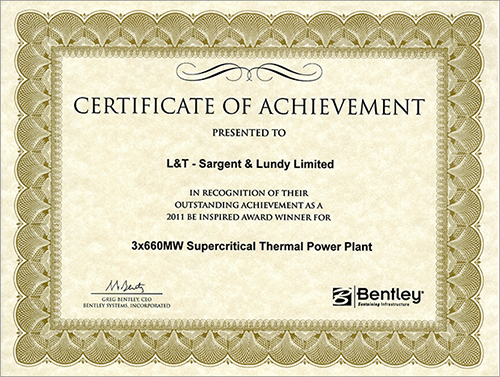 CERTIFICATE OF ACHIEVEMENT
PRESENTED TO
L&T - Sargent & Lundy Limited
IN RECOGNITION OF THEIR
OUTSTANDING ACHIEVEMENT AS A
2011 BE INSPIRED AWARD WINNER FOR
3x660MW Supercritical Thermal Power Plant
GREG BENTLEY, CEO
BENTLEY SYSTEMS, INCORPORATED
Bentley®
Sustaining Infrastructure